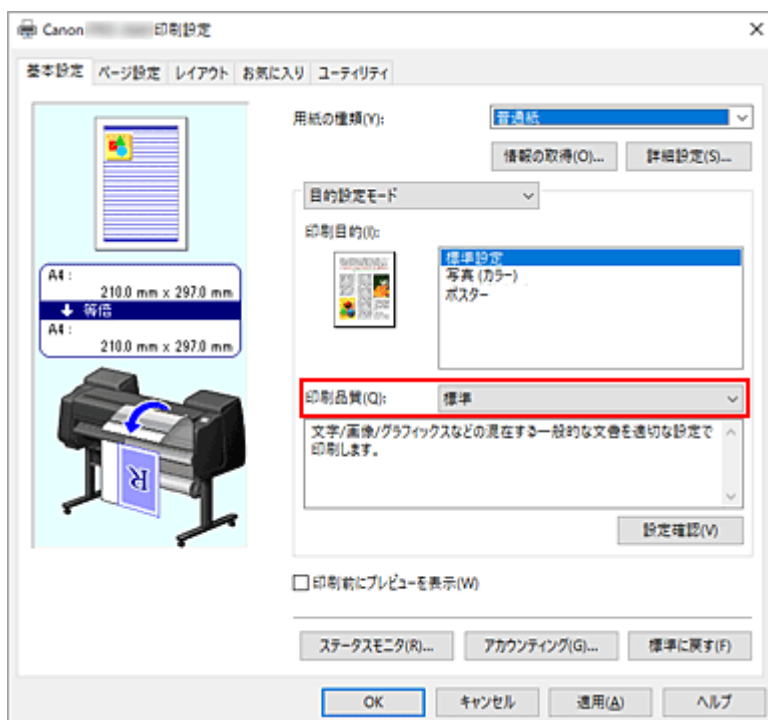 Canon 印刷設定
基本設定 ページ設定 レイアウト お気に入り ユーティリティ
用紙の種類(Y): 普通紙
情報の取得(O)... 詳細設定(S)...
目的設定モード
印刷目的(I):
標準設定
写真 (カラー)
ポスター
A4 :
210.0 mm x 297.0 mm
等倍
A4 :
210.0 mm x 297.0 mm
印刷品質(Q): 標準
文字/画像/グラフィックスなどの混在する一般的な文書を適切な設定で
印刷します。
R
設定確認(V)
印刷前にプレビューを表示(W)
ステータスモニタ(R)... アカウンティング(G)... 標準に戻す(F)
OK キャンセル 適用(A) ヘルプ